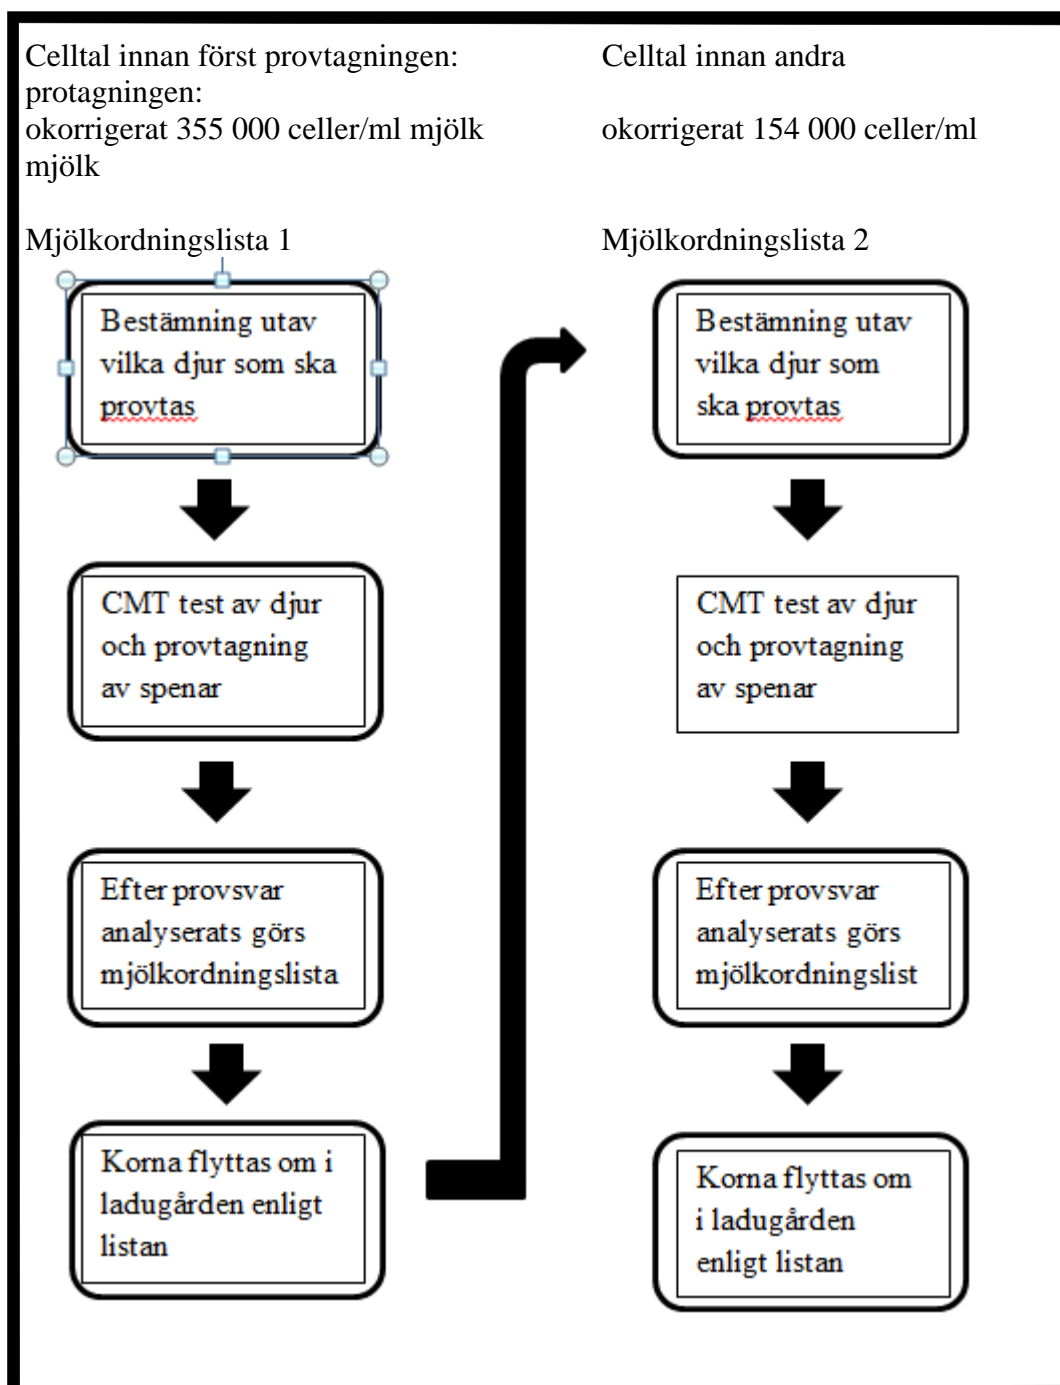 Celltal innan först provtagningen: Celltal innan andra
protagningen:
okorrigerat 355 000 celler/ml mjölk okorrigerat 154 000 celler/ml
mjölk
Mjölkordningslista 1 Mjölkordningslista 2
Bestämning utav
vilka djur som ska
provtas
CMT test av djur
och provtagning
av spenar
Efter provsvar
analyserats görs
mjölkordningslista
Korna flyttas om i
ladugården enligt
listan
Bestämning utav
vilka djur som
ska provtas
CMT test av djur
och provtagning
av spenar
Efter provsvar
analyserats görs
mjölkordningslist
Korna flyttas om
i ladugården
enligt listan